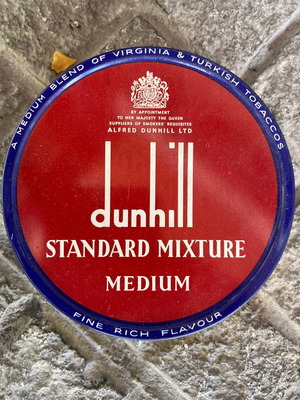 A MEDIUM BLEND OF VIRGINIA & TURKISH TOBACCOS
BY APPOINTMENT
TO HER MAJESTY THE QUEEN
SUPPLIERS OF SMOKERS' REQUISITES
ALFRED DUNHILL LTD
dunhill
STANDARD MIXTURE
MEDIUM
FINE RICH FLAVOUR